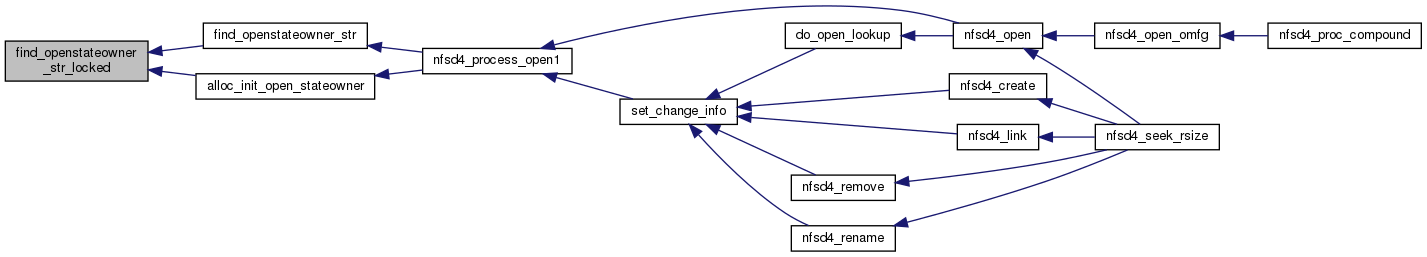 find_openstateowner
_str_locked
find_openstateowner_str
alloc_init_open_stateowner
nfsd4_process_open1
set_change_info
do_open_lookup
nfsd4_open
nfsd4_create
nfsd4_link
nfsd4_remove
nfsd4_rename
nfsd4_open_omfg
nfsd4_seek_rsize
nfsd4_proc_compound